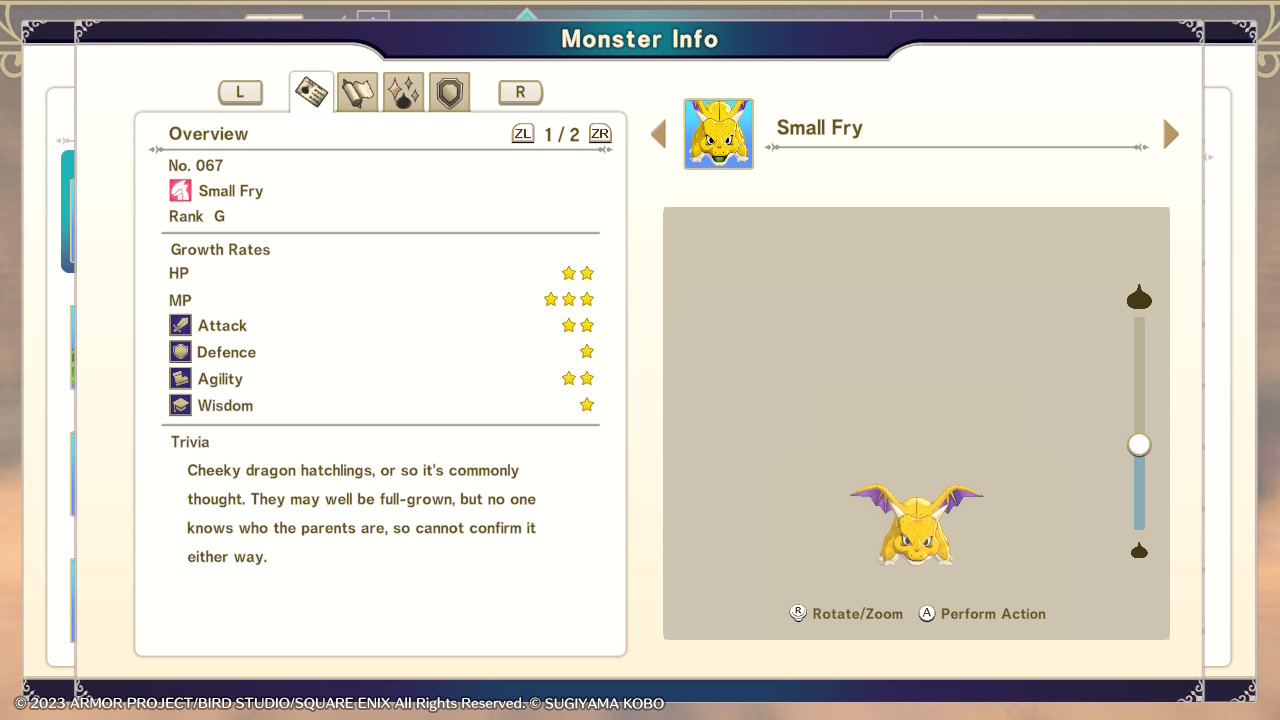 Monster Info
L
R
Overview
ZL 1 / 2 ZR
No. 067
Small Fry
Rank G
Growth Rates
HP
MP
Attack
Defence
Agility
Wisdom
Trivia
Cheeky dragon hatchlings, or so it's commonly
thought. They may well be full-grown, but no one
knows who the parents are, so cannot confirm it
either way.
Small Fry
R Rotate/Zoom A Perform Action
© 2023 ARMOR PROJECT/BIRD STUDIO/SQUARE ENIX All Rights Reserved. © SUGIYAMA KOBO